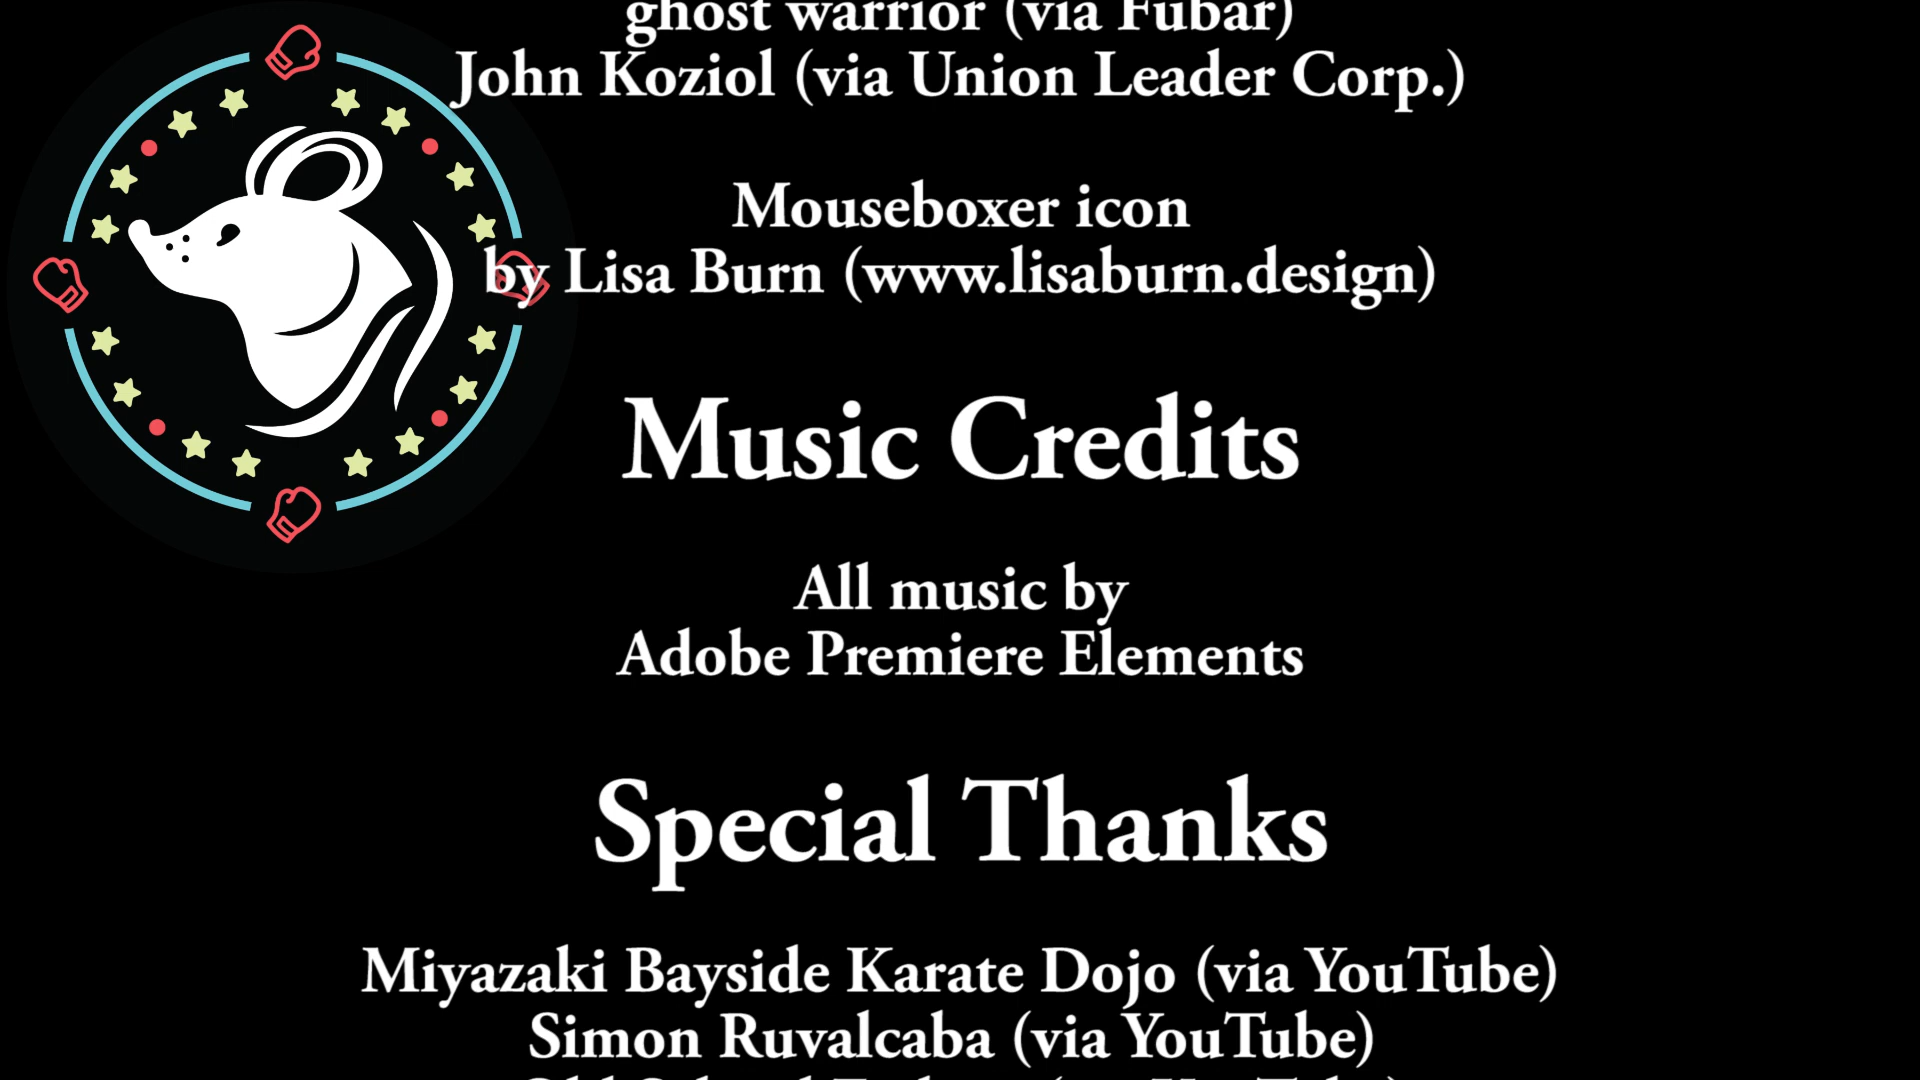 ghost warrior (via Fubar)
John Koziol (via Union Leader Corp.)
Mouseboxer icon
by Lisa Burn (www.lisaburn.design)
Music Credits
All music by
Adobe Premiere Elements
Special Thanks
Miyazaki Bayside Karate Dojo (via YouTube)
Simon Ruvalcaba (via YouTube)